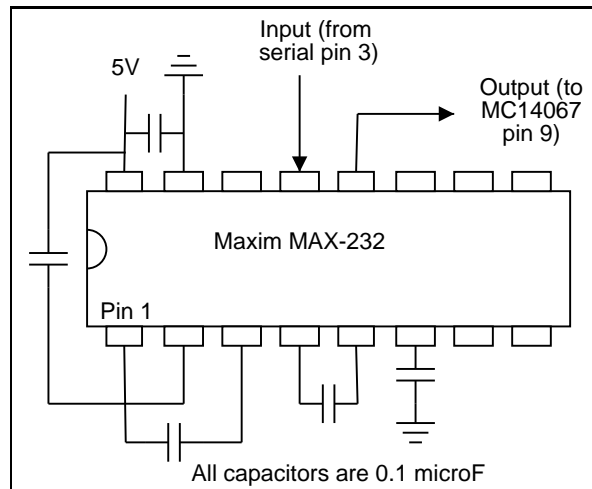 Input (from
serial pin 3)
5V
Output (to
MC14067
pin 9)
Maxim MAX-232
Pin 1
All capacitors are 0.1 microF